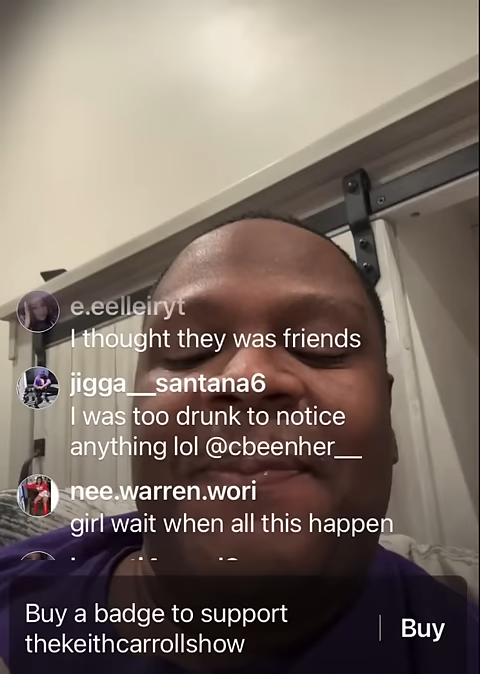 e.eelleiryt
I thought they was friends
jigga__santana6
I was too drunk to notice
anything lol @cbeenher__
nee.warren.wori
girl wait when all this happen
Buy a badge to support
thekeithcarrollshow
Buy